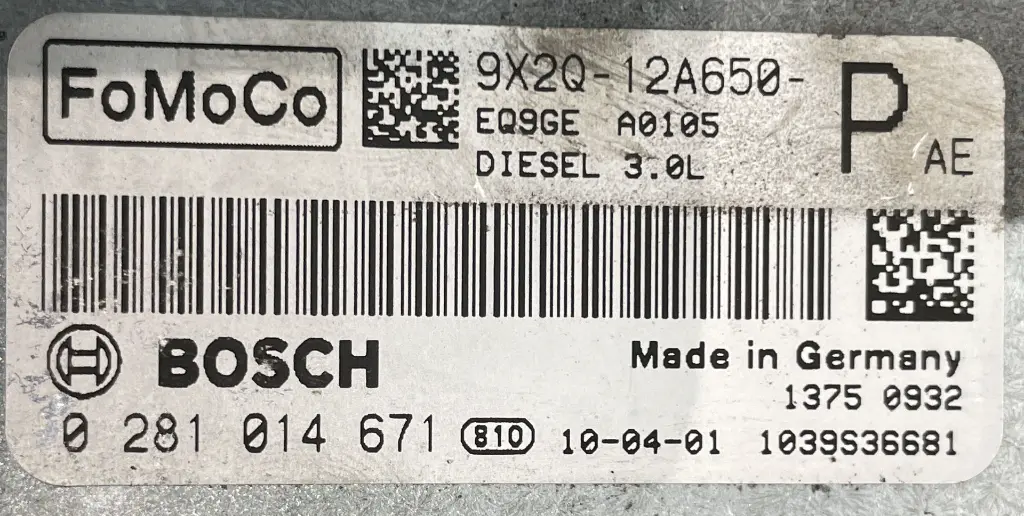 FoMoCo
9X2Q-12A650- P AE
EQ9GE A0105
DIESEL 3.0L
BOSCH
Made in Germany
1375 0932
0 281 014 671 810 10-04-01 1039S36681